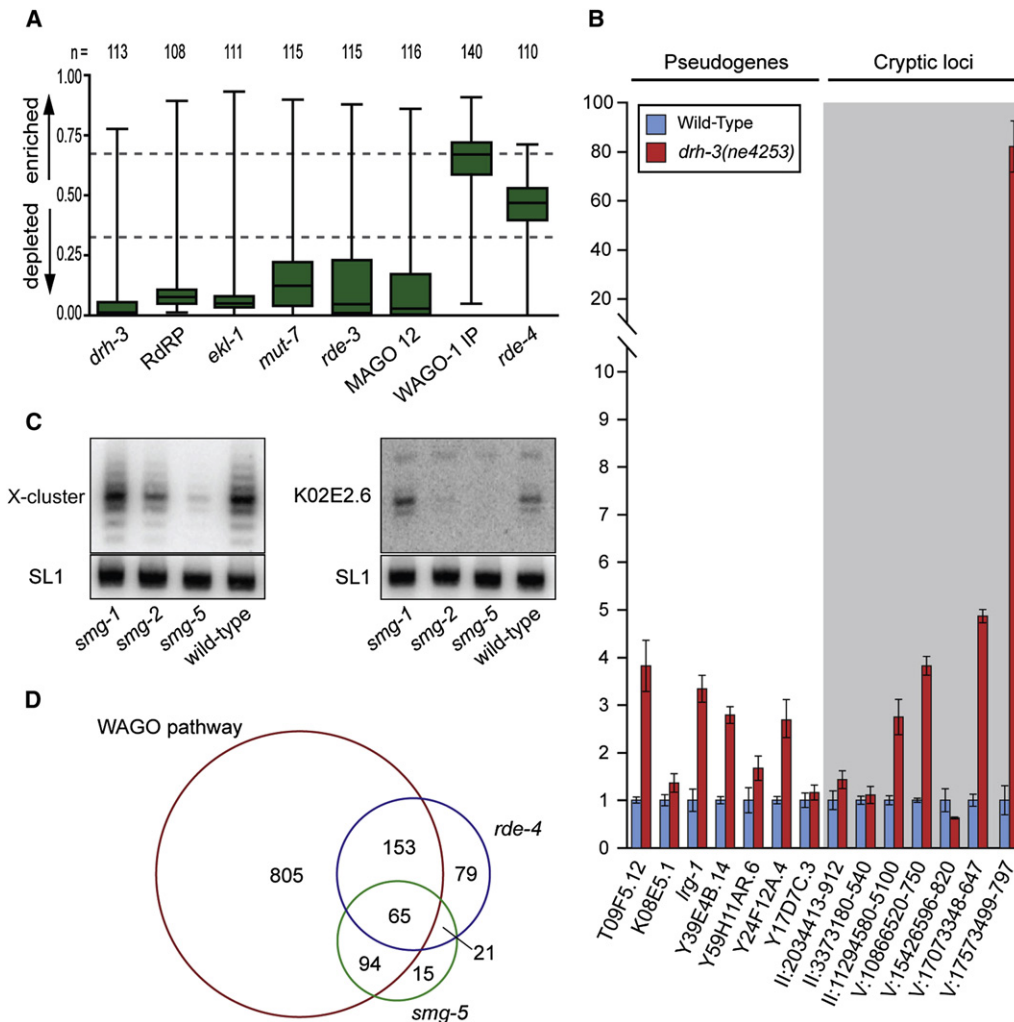 A
n = 113 108 111 115 115 116 140 110
1.00
0.75
0.50
0.25
0.00
enriched
depleted
drh-3
RdRP
ekl-1
mut-7
rde-3
MAGO 12
WAGO-1 IP
rde-4
B
Pseudogenes
Cryptic loci
Wild-Type
drh-3(ne4253)
100
80
60
40
20
10
9
8
7
6
5
4
3
2
1
0
T09F5.12
K08E5.1
lrg-1
Y39E4B.14
Y59H11AR.6
Y24F12A.4
Y17D7C.3
II:2034413-912
II:3373180-540
II:11294580-5100
V:10866520-750
V:15426596-820
V:17073348-647
V:17573499-797
C
X-cluster
SL1
smg-1
smg-2
smg-5
wild-type
K02E2.6
SL1
smg-1
smg-2
smg-5
wild-type
D
WAGO pathway
rde-4
153
79
805
65
21
94
15
smg-5